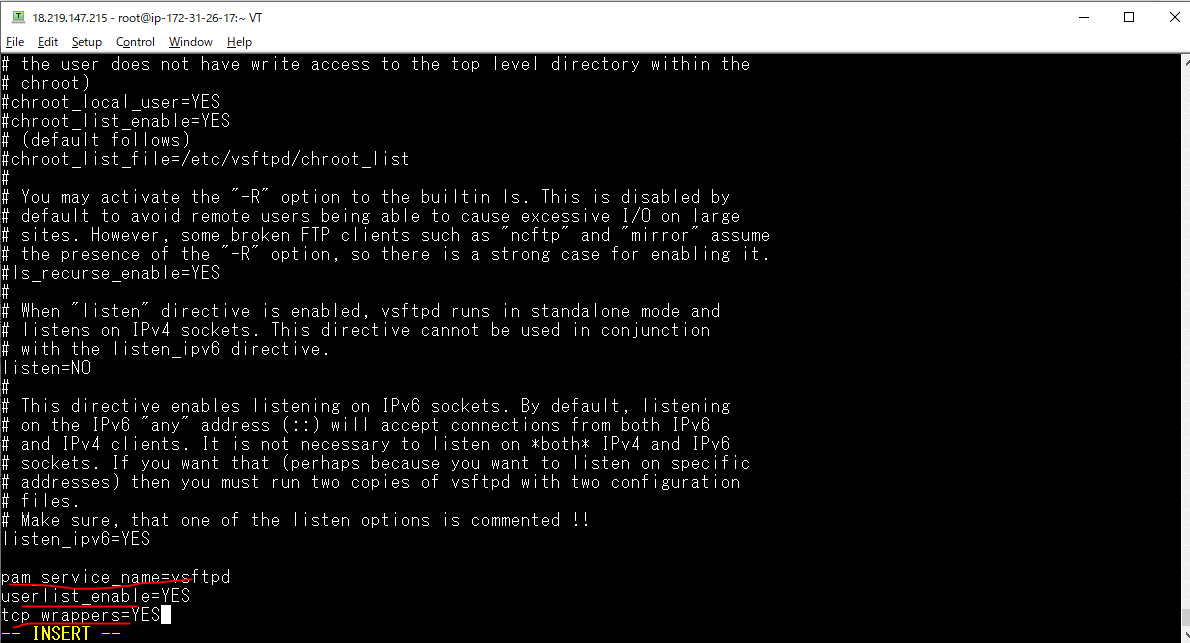 18.219.147.215 - root@ip-172-31-26-17:~ VT
File Edit Setup Control Window Help
# the user does not have write access to the top level directory within the
# chroot)
#chroot_local_user=YES
#chroot_list_enable=YES
# (default follows)
#chroot_list_file=/etc/vsftpd/chroot_list
#
# You may activate the "-R" option to the builtin ls. This is disabled by
# default to avoid remote users being able to cause excessive I/O on large
# sites. However, some broken FTP clients such as "ncftp" and "mirror" assume
# the presence of the "-R" option, so there is a strong case for enabling it.
#ls_recurse_enable=YES
#
# When "listen" directive is enabled, vsftpd runs in standalone mode and
# listens on IPv4 sockets. This directive cannot be used in conjunction
# with the listen_ipv6 directive.
listen=NO
#
# This directive enables listening on IPv6 sockets. By default, listening
# on the IPv6 "any" address (::) will accept connections from both IPv6
# and IPv4 clients. It is not necessary to listen on *both* IPv4 and IPv6
# sockets. If you want that (perhaps because you want to listen on specific
# addresses) then you must run two copies of vsftpd with two configuration
# files.
# Make sure, that one of the listen options is commented !!
listen_ipv6=YES
pam_service_name=vsftpd
userlist_enable=YES
tcp_wrappers=YES
-- INSERT --